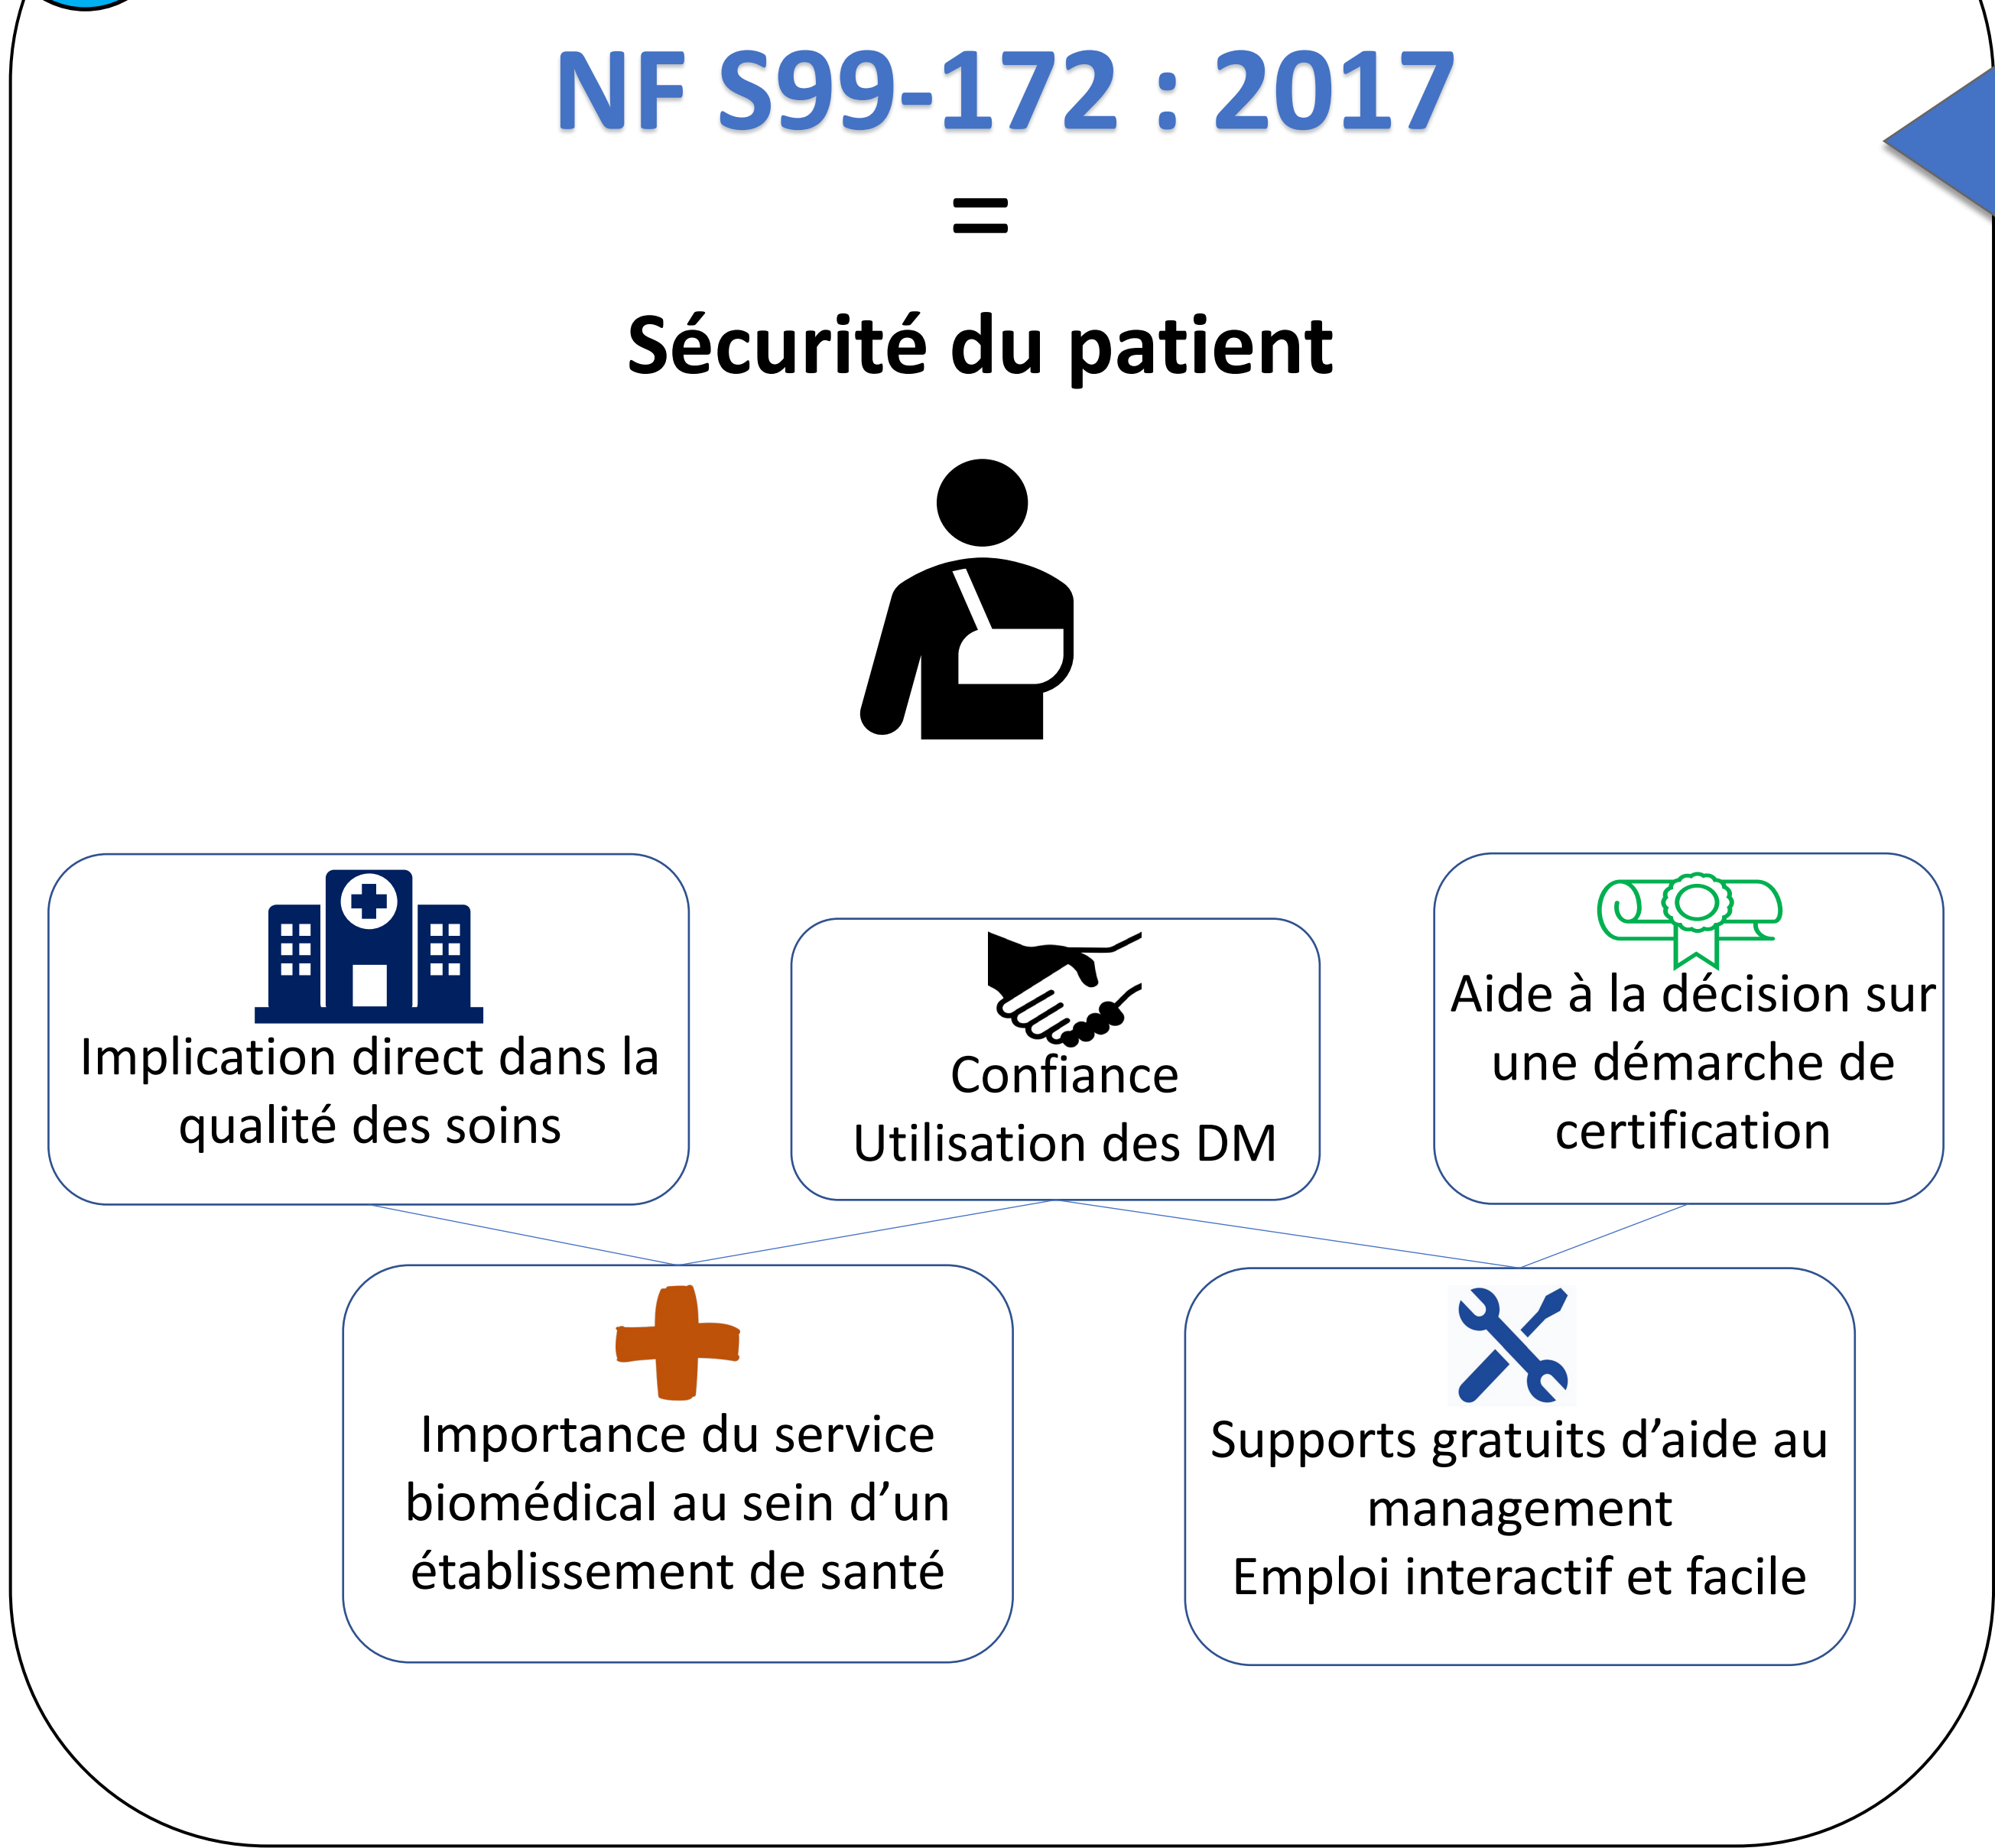 NF S99-172 : 2017
=
Sécurité du patient
Implication direct dans la
qualité des soins
Confiance
Utilisation des DM
Aide à la décision sur
une démarche de
certification
Importance du service
biomédical au sein d’un
établissement de santé
Supports gratuits d’aide au
management
Emploi interactif et facile